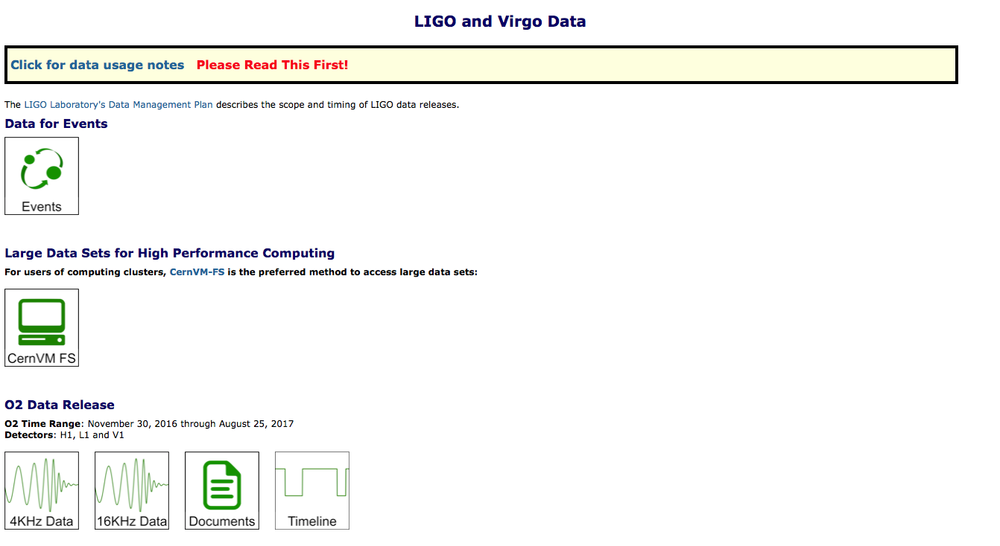 LIGO and Virgo Data
Click for data usage notes Please Read This First!
The LIGO Laboratory's Data Management Plan describes the scope and timing of LIGO data releases.
Data for Events
Events
Large Data Sets for High Performance Computing
For users of computing clusters, CernVM-FS is the preferred method to access large data sets:
CernVM FS
O2 Data Release
O2 Time Range: November 30, 2016 through August 25, 2017
Detectors: H1, L1 and V1
4KHz Data 16KHz Data Documents Timeline